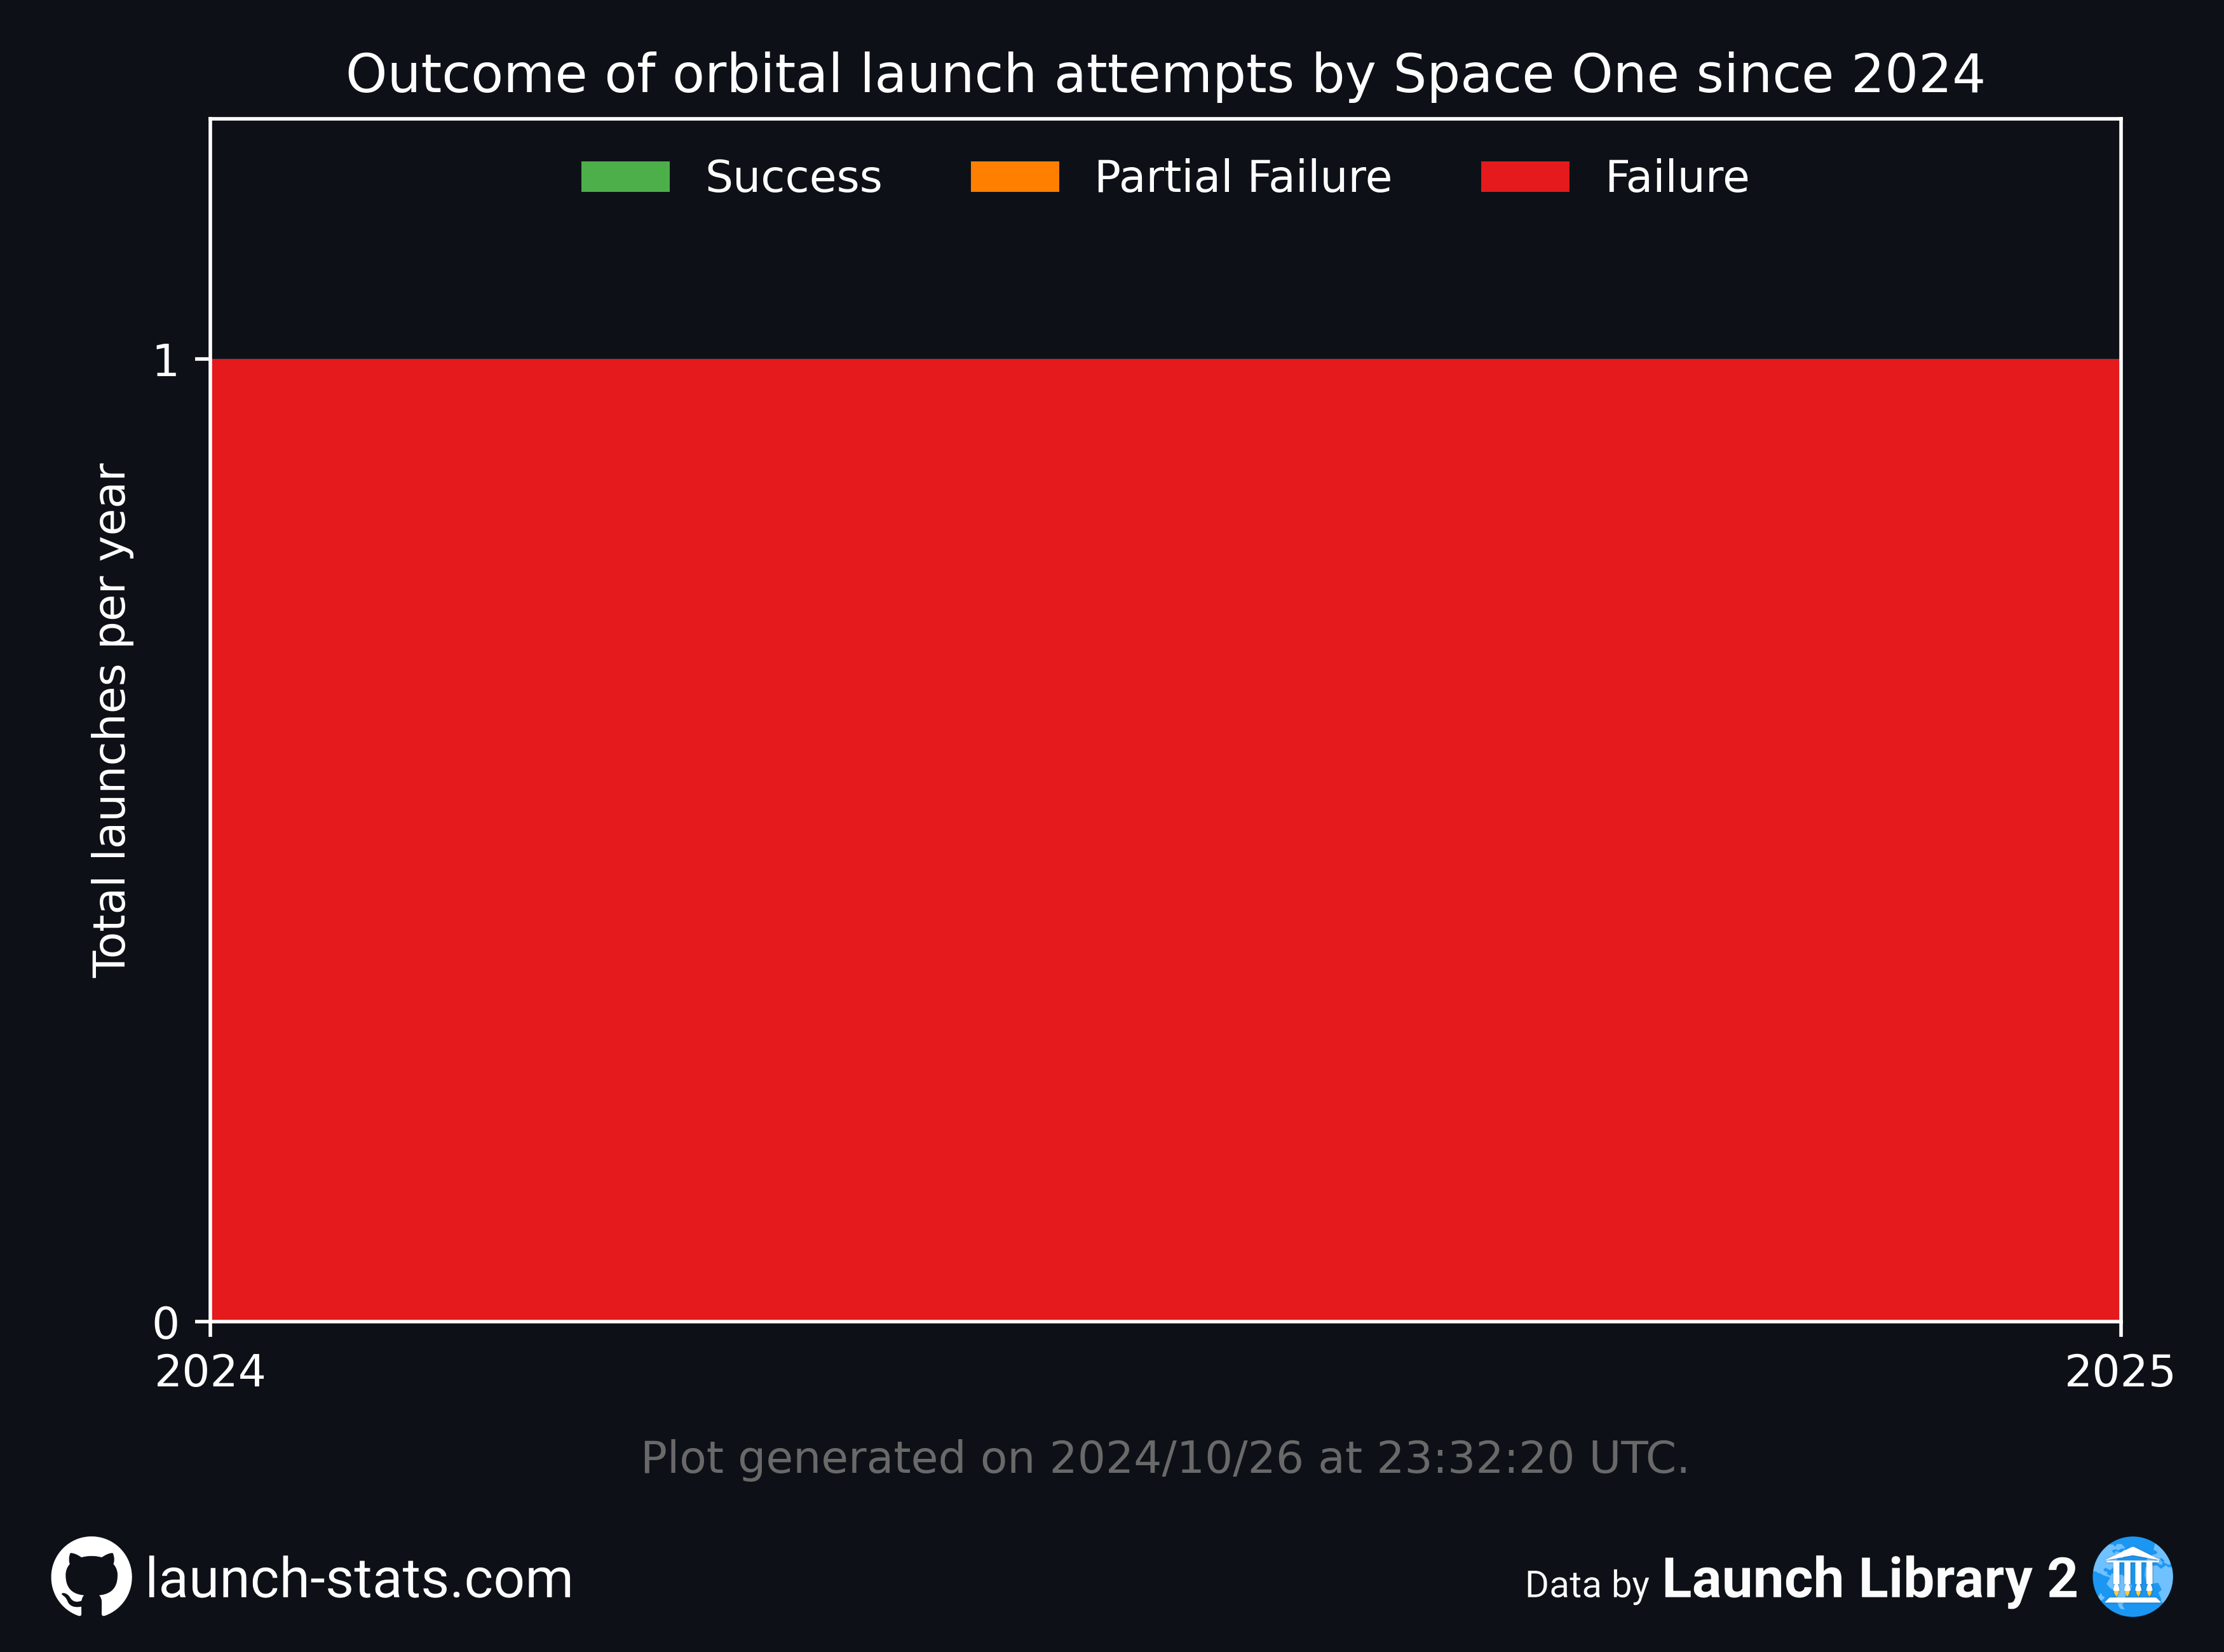 Outcome of orbital launch attempts by Space One since 2024
Success Partial Failure Failure
1
Total launches per year
0
2024 2025
Plot generated on 2024/10/26 at 23:32:20 UTC.
launch-stats.com
Data by Launch Library 2